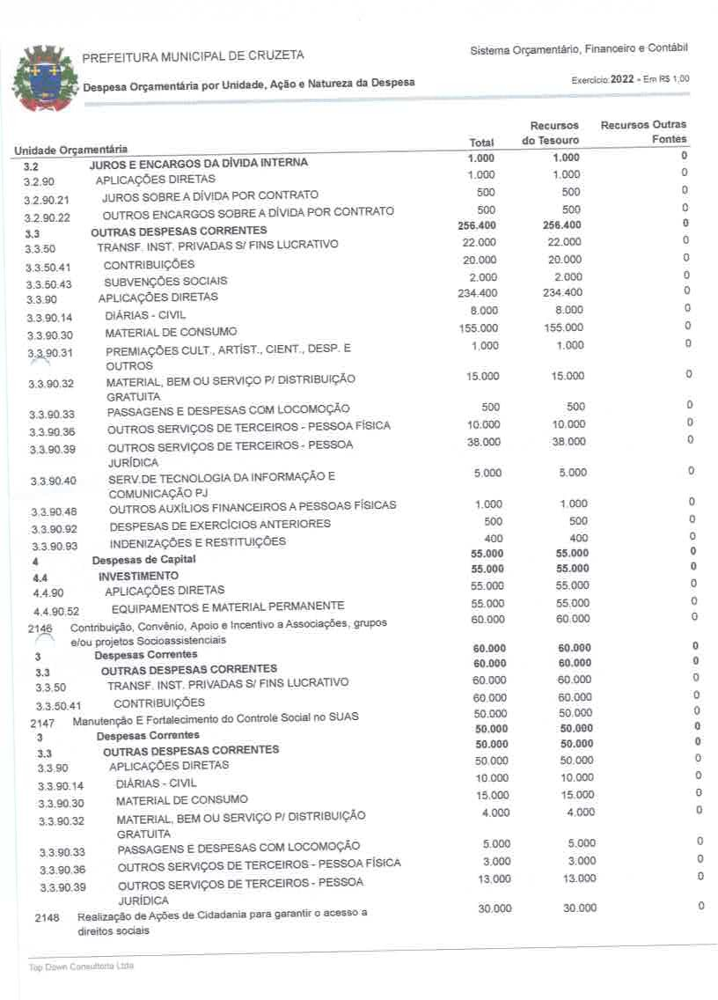 PREFEITURA MUNICIPAL DE CRUZETA
Sistema Orçamentário, Financeiro e Contábil
Despesa Orçamentária por Unidade, Ação e Natureza da Despesa
Exercício: 2022 - Em R$ 1,00
Unidade Orçamentária Total Recursos do Tesouro Recursos Outras Fontes
3.2 JUROS E ENCARGOS DA DÍVIDA INTERNA 1.000 1.000 0
3.2.90 APLICAÇÕES DIRETAS 1.000 1.000 0
3.2.90.21 JUROS SOBRE A DÍVIDA POR CONTRATO 500 500 0
3.2.90.22 OUTROS ENCARGOS SOBRE A DÍVIDA POR CONTRATO 500 500 0
3.3 OUTRAS DESPESAS CORRENTES 256.400 256.400 0
3.3.50 TRANSF. INST. PRIVADAS S/ FINS LUCRATIVO 22.000 22.000 0
3.3.50.41 CONTRIBUIÇÕES 20.000 20.000 0
3.3.50.43 SUBVENÇÕES SOCIAIS 2.000 2.000 0
3.3.90 APLICAÇÕES DIRETAS 234.400 234.400 0
3.3.90.14 DIÁRIAS - CIVIL 8.000 8.000 0
3.3.90.30 MATERIAL DE CONSUMO 155.000 155.000 0
3.3.90.31 PREMIAÇÕES CULT., ARTÍST., CIENT., DESP. E 1.000 1.000 0
OUTROS
3.3.90.32 MATERIAL, BEM OU SERVIÇO P/ DISTRIBUIÇÃO 15.000 15.000 0
GRATUITA
3.3.90.33 PASSAGENS E DESPESAS COM LOCOMOÇÃO 500 500 0
3.3.90.36 OUTROS SERVIÇOS DE TERCEIROS - PESSOA FÍSICA 10.000 10.000 0
3.3.90.39 OUTROS SERVIÇOS DE TERCEIROS - PESSOA 38.000 38.000 0
JURÍDICA
3.3.90.40 SERV.DE TECNOLOGIA DA INFORMAÇÃO E 5.000 5.000 0
COMUNICAÇÃO PJ
3.3.90.48 OUTROS AUXÍLIOS FINANCEIROS A PESSOAS FÍSICAS 1.000 1.000 0
3.3.90.92 DESPESAS DE EXERCÍCIOS ANTERIORES 500 500 0
3.3.90.93 INDENIZAÇÕES E RESTITUIÇÕES 400 400 0
4 Despesas de Capital 55.000 55.000 0
4.4 INVESTIMENTO 55.000 55.000 0
4.4.90 APLICAÇÕES DIRETAS 55.000 55.000 0
4.4.90.52 EQUIPAMENTOS E MATERIAL PERMANENTE 55.000 55.000 0
2146 Contribuição, Convênio, Apoio e Incentivo a Associações, grupos 60.000 60.000 0
e/ou projetos Socioassistenciais
3 Despesas Correntes 60.000 60.000 0
3.3 OUTRAS DESPESAS CORRENTES 60.000 60.000 0
3.3.50 TRANSF. INST. PRIVADAS S/ FINS LUCRATIVO 60.000 60.000 0
3.3.50.41 CONTRIBUIÇÕES 60.000 60.000 0
2147 Manutenção E Fortalecimento do Controle Social no SUAS 50.000 50.000 0
3 Despesas Correntes 50.000 50.000 0
3.3 OUTRAS DESPESAS CORRENTES 50.000 50.000 0
3.3.90 APLICAÇÕES DIRETAS 50.000 50.000 0
3.3.90.14 DIÁRIAS - CIVIL 10.000 10.000 0
3.3.90.30 MATERIAL DE CONSUMO 15.000 15.000 0
3.3.90.32 MATERIAL, BEM OU SERVIÇO P/ DISTRIBUIÇÃO 4.000 4.000 0
GRATUITA
3.3.90.33 PASSAGENS E DESPESAS COM LOCOMOÇÃO 5.000 5.000 0
3.3.90.36 OUTROS SERVIÇOS DE TERCEIROS - PESSOA FÍSICA 3.000 3.000 0
3.3.90.39 OUTROS SERVIÇOS DE TERCEIROS - PESSOA 13.000 13.000 0
JURÍDICA
2148 Realização de Ações de Cidadania para garantir o acesso a 30.000 30.000 0
direitos sociais
Top Down Consultoria Ltda